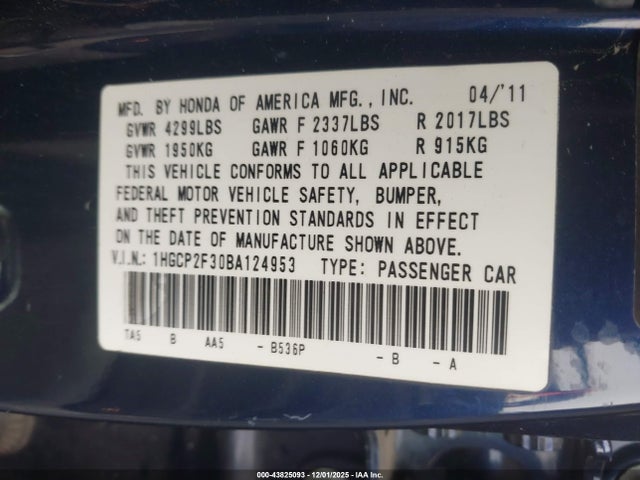 MFD. BY HONDA OF AMERICA MFG., INC. 04/'11
GVWR 4299LBS GAWR F 2337LBS R 2017LBS
GVWR 1950KG GAWR F 1060KG R 915KG
THIS VEHICLE CONFORMS TO ALL APPLICABLE
FEDERAL MOTOR VEHICLE SAFETY, BUMPER,
AND THEFT PREVENTION STANDARDS IN EFFECT
ON THE DATE OF MANUFACTURE SHOWN ABOVE.
V.I.N.: 1HGCP2F30BA124953 TYPE: PASSENGER CAR
TA5 B AA5 - B536P - B - A
000-43825093 - 12/01/2025 - IAA Inc.